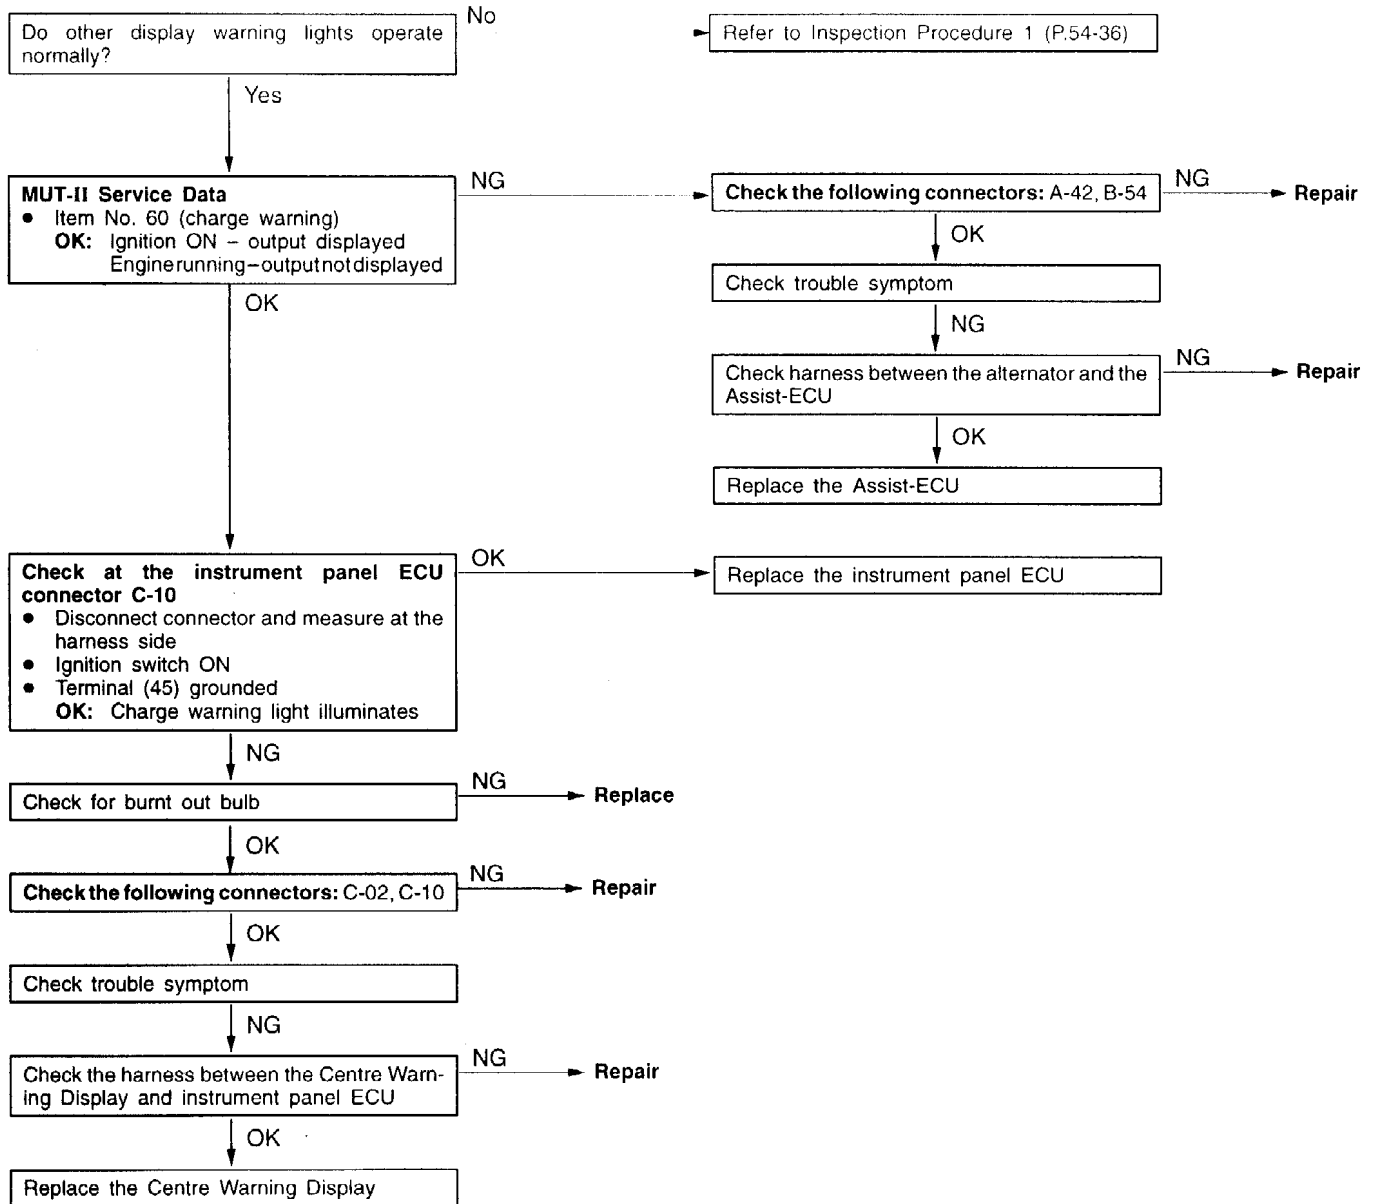 Do other display warning lights operate
normally?
No
Refer to Inspection Procedure 1 (P.54-36)
Yes
MUT-II Service Data
● Item No. 60 (charge warning)
OK: Ignition ON – output displayed
Engine running – output not displayed
NG
Check the following connectors: A-42, B-54
NG
Repair
OK
Check trouble symptom
NG
Check harness between the alternator and the
Assist-ECU
NG
Repair
OK
Replace the Assist-ECU
OK
Check at the instrument panel ECU
connector C-10
● Disconnect connector and measure at the
harness side
● Ignition switch ON
● Terminal (45) grounded
OK: Charge warning light illuminates
OK
Replace the instrument panel ECU
NG
Check for burnt out bulb
NG
Replace
OK
Check the following connectors: C-02, C-10
NG
Repair
OK
Check trouble symptom
NG
Check the harness between the Centre Warn-
ing Display and instrument panel ECU
NG
Repair
OK
Replace the Centre Warning Display